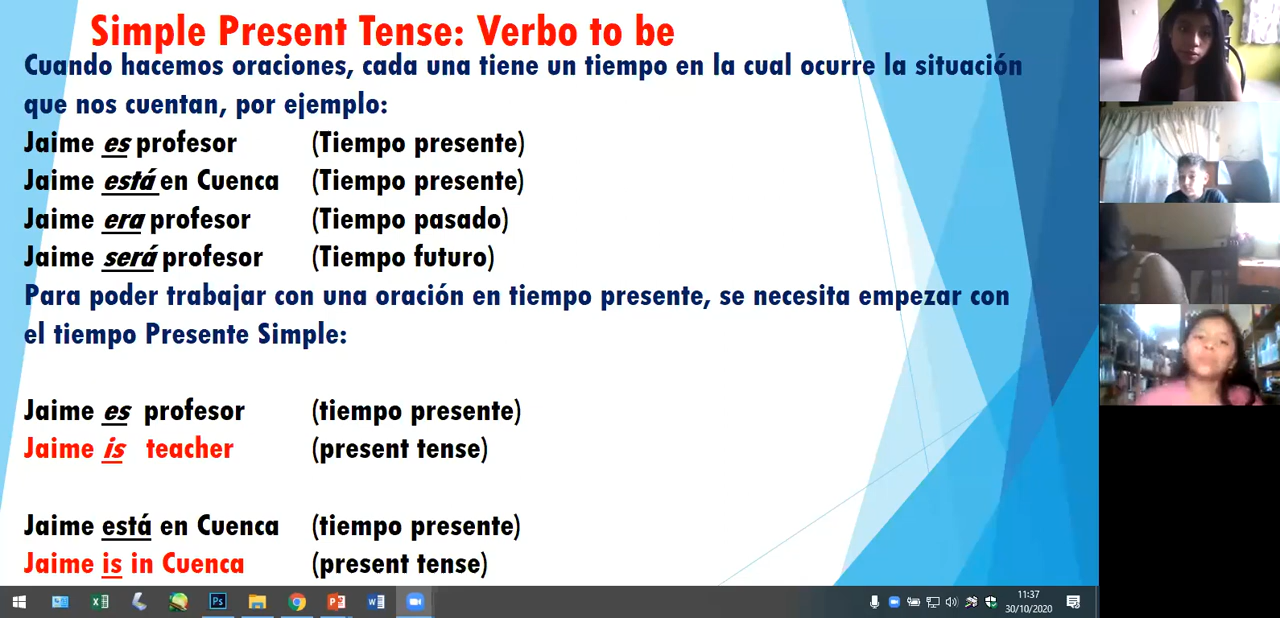 Simple Present Tense: Verbo to be
Cuando hacemos oraciones, cada una tiene un tiempo en la cual ocurre la situación
que nos cuentan, por ejemplo:
Jaime es profesor (Tiempo presente)
Jaime está en Cuenca (Tiempo presente)
Jaime era profesor (Tiempo pasado)
Jaime será profesor (Tiempo futuro)
Para poder trabajar con una oración en tiempo presente, se necesita empezar con
el tiempo Presente Simple:
Jaime es profesor (tiempo presente)
Jaime is teacher (present tense)
Jaime está en Cuenca (tiempo presente)
Jaime is in Cuenca (present tense)
Ps
11:37
30/10/2020